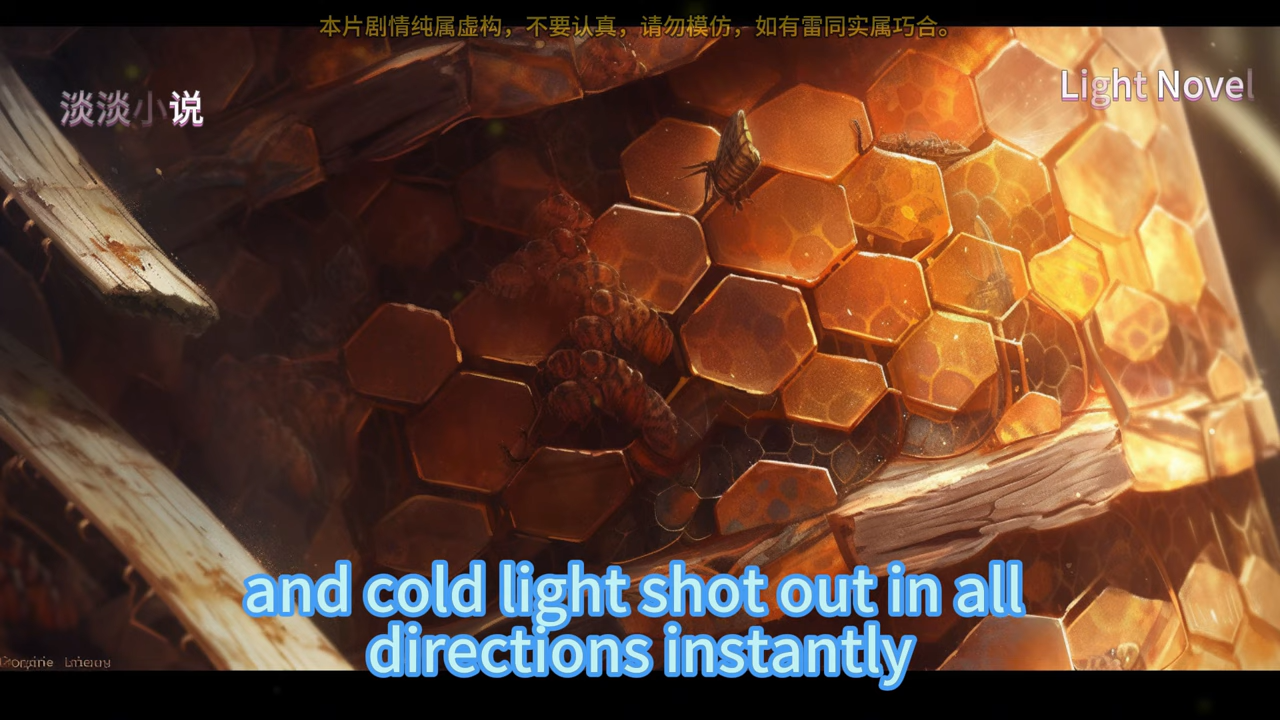 本片剧情纯属虚构，不要认真，请勿模仿，如有雷同实属巧合。
淡淡小说
Light Novel
and cold light shot out in all
directions instantly